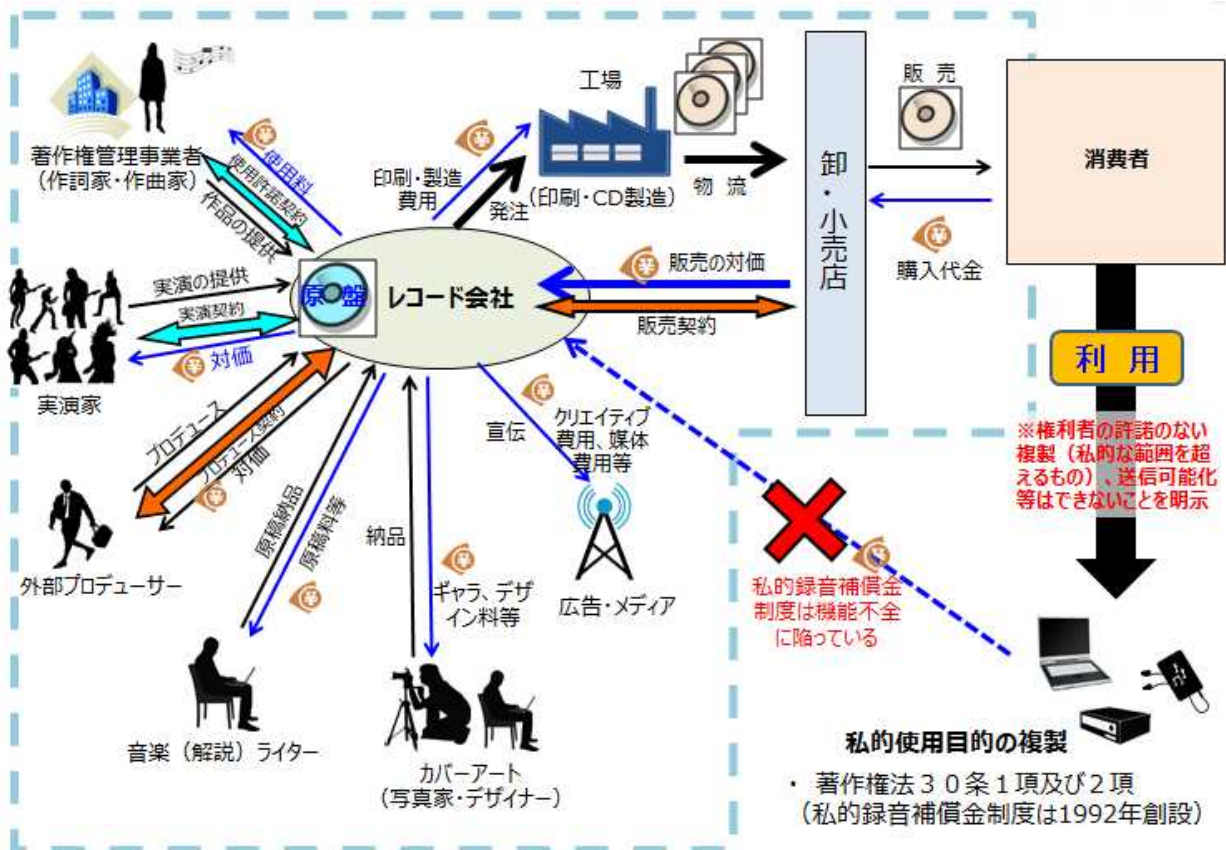 著作権管理事業者
（作詞家・作曲家）
使用料
使用許諾契約
作品の提供
印刷・製造
費用
発注
工場
（印刷・CD製造）
物 流
卸・小売店
販 売
購入代金
消費者
実演の提供
実演契約
対価
実演家
原 盤
レコード会社
販売の対価
販売契約
利 用
※権利者の許諾のない
複製（私的な範囲を超
えるもの）、送信可能化
等はできないことを明示
プロデュース
プロデュース契約
対価
外部プロデューサー
原稿納品
原稿料等
音楽（解説）ライター
納品
ギャラ、デザ
イン料等
カバーアート
（写真家・デザイナー）
宣伝
クリエイティブ
費用、媒体
費用等
広告・メディア
私的録音補償金
制度は機能不全
に陥っている
私的使用目的の複製
・ 著作権法３０条１項及び２項
（私的録音補償金制度は1992年創設）